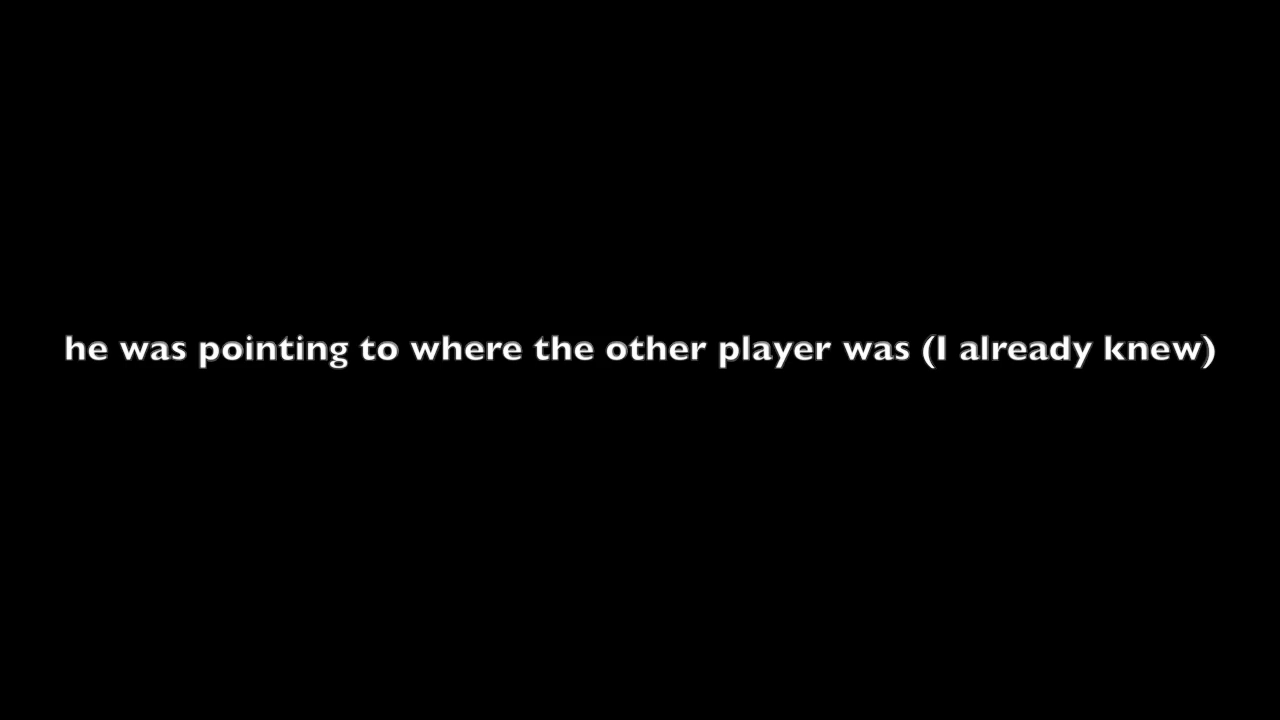 he was pointing to where the other player was (I already knew)